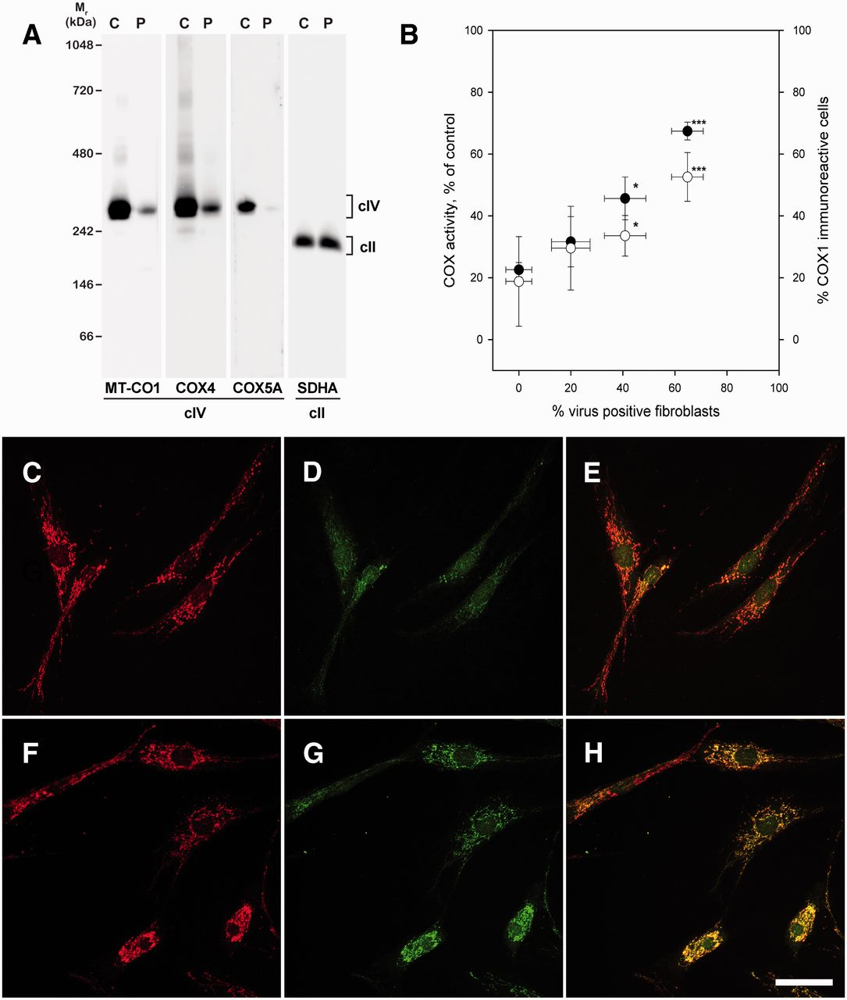 A
M r
(kDa)
C P C P C P C P
1048
720
480
242
146
66
cIV
cII
MT-CO1 COX4 COX5A SDHA
cIV cII
B
100 100
80 80
60 60
40 40
20 20
0 0
COX activity, % of control
% COX1 immunoreactive cells
***
***
*
*
0 20 40 60 80 100
% virus positive fibroblasts
C D E
G
F G H